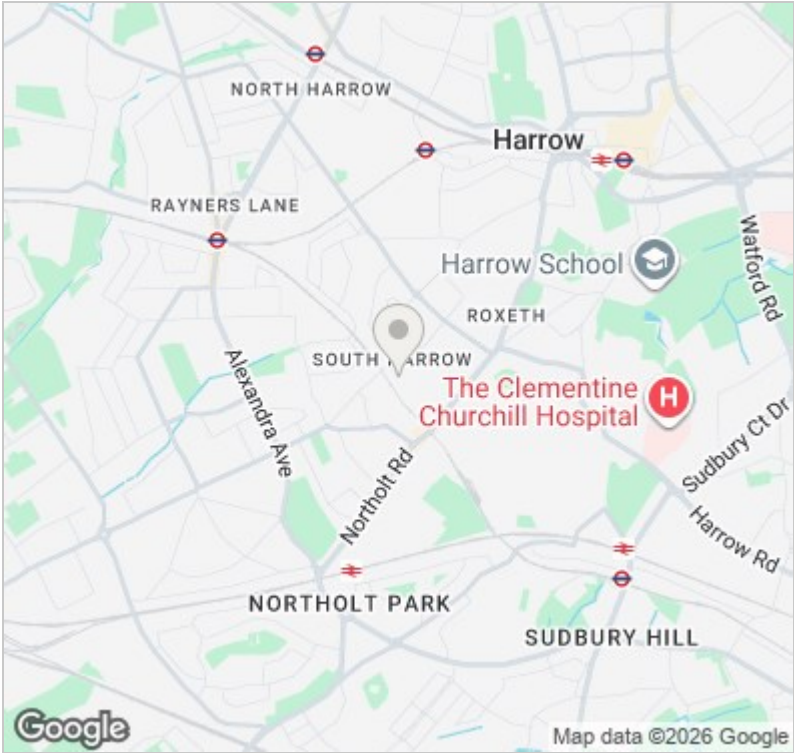 NORTH HARROW
Harrow
RAYNERS LANE
Watford Rd
Harrow School
ROXETH
SOUTH HARROW
Alexandra Ave
The Clementine
Churchill Hospital
H
Sudbury Ct Dr
Northolt Rd
Harrow Rd
NORTHOLT PARK
SUDBURY HILL
Google
Map data ©2026 Google